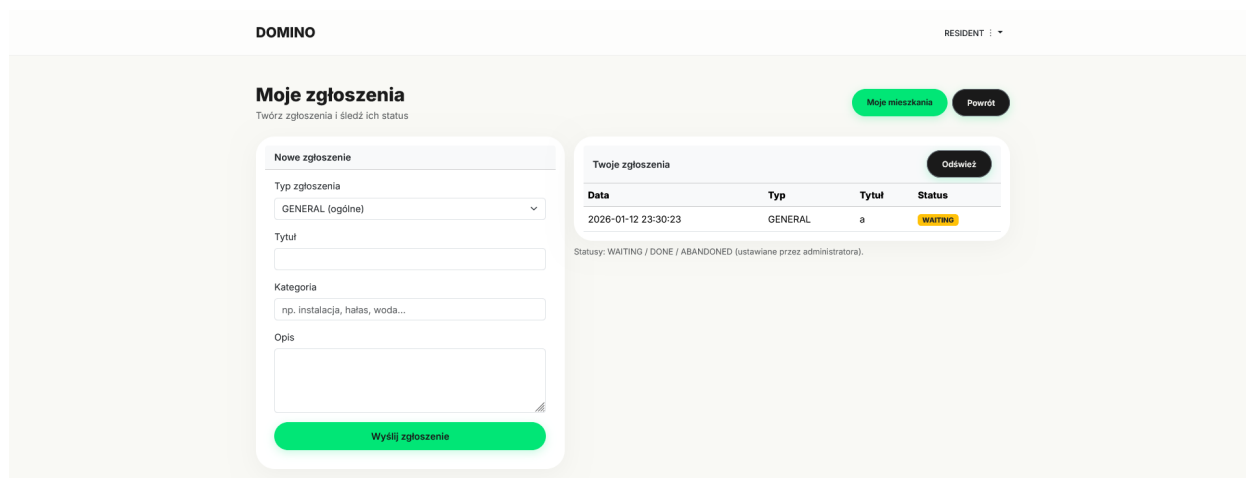 DOMINO
RESIDENT
Moje zgłoszenia
Twórz zgłoszenia i śledź ich status
Moje mieszkania
Powrót
Nowe zgłoszenie
Typ zgłoszenia
GENERAL (ogólne)
Tytuł
Kategoria
np. instalacja, hałas, woda...
Opis
Wyślij zgłoszenie
Twoje zgłoszenia
Odśwież
Data Typ Tytuł Status
2026-01-12 23:30:23 GENERAL a WAITING
Statusy: WAITING / DONE / ABANDONED (ustawiane przez administratora).